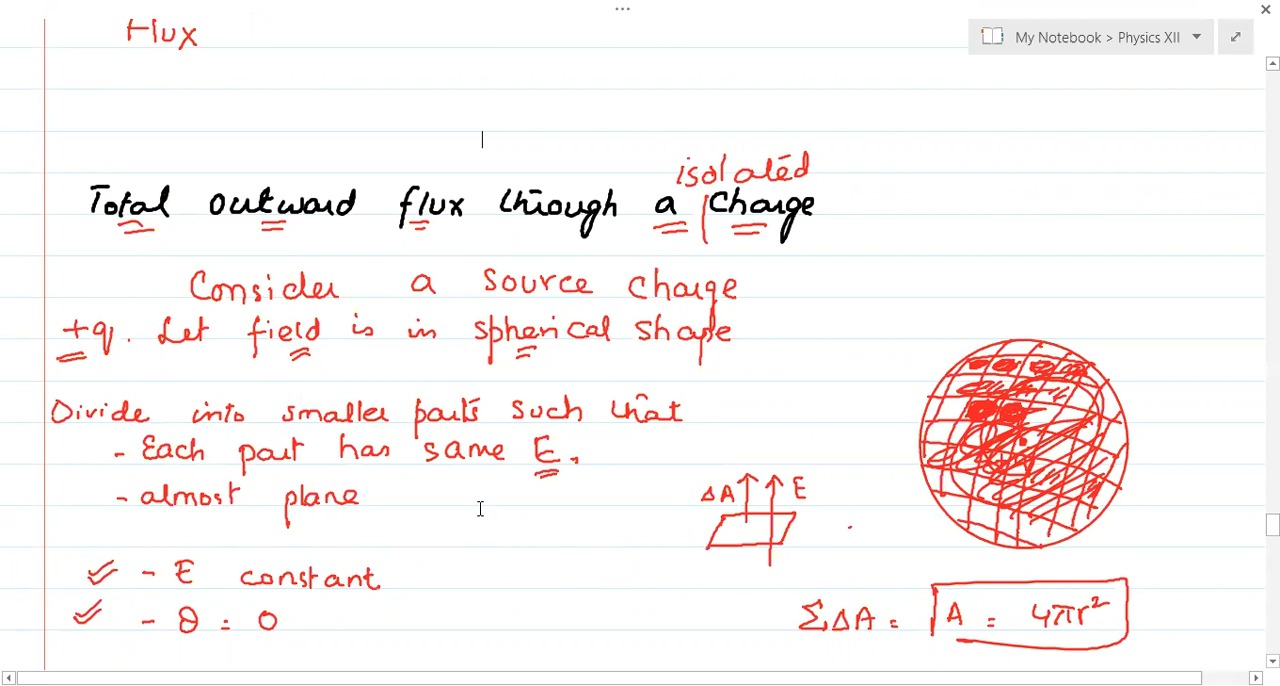 ...
Flux
My Notebook > Physics XII
isolated
Total outward flux through a charge
Consider a source charge
+q. Let field is in spherical shape
Divide into smaller parts such that
- Each part has same E.
- almost plane
ΔA E
- E constant
- θ = 0
ΣΔA = A = 4πr²